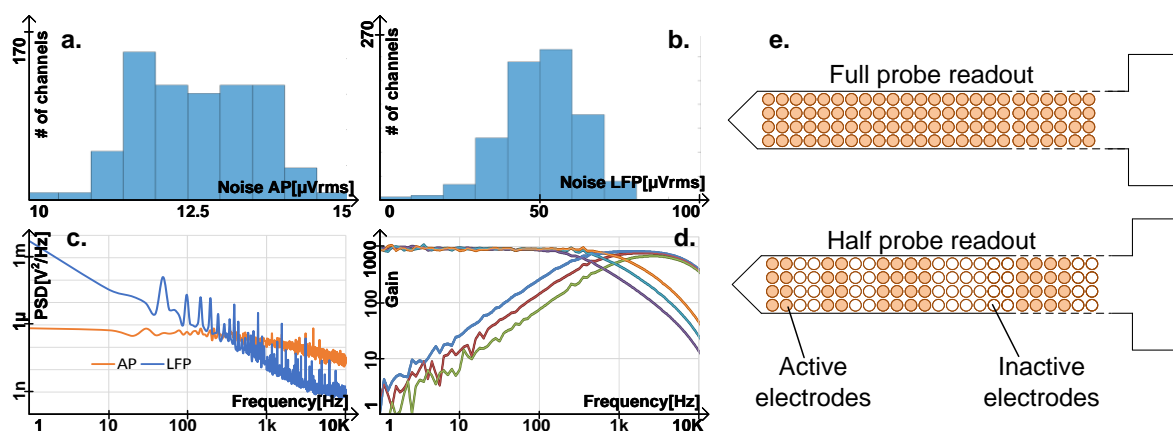 a.
170
# of channels
Noise AP[µVrms]
10
12.5
15
b.
270
# of channels
Noise LFP[µVrms]
0
50
100
c.
PSD[V²/Hz]
1m
1µ
1n
AP
LFP
Frequency[Hz]
1
10
100
1k
10K
d.
Gain
1000
100
10
1
Frequency[Hz]
1
10
100
1k
10K
e.
Full probe readout
Half probe readout
Active
electrodes
Inactive
electrodes